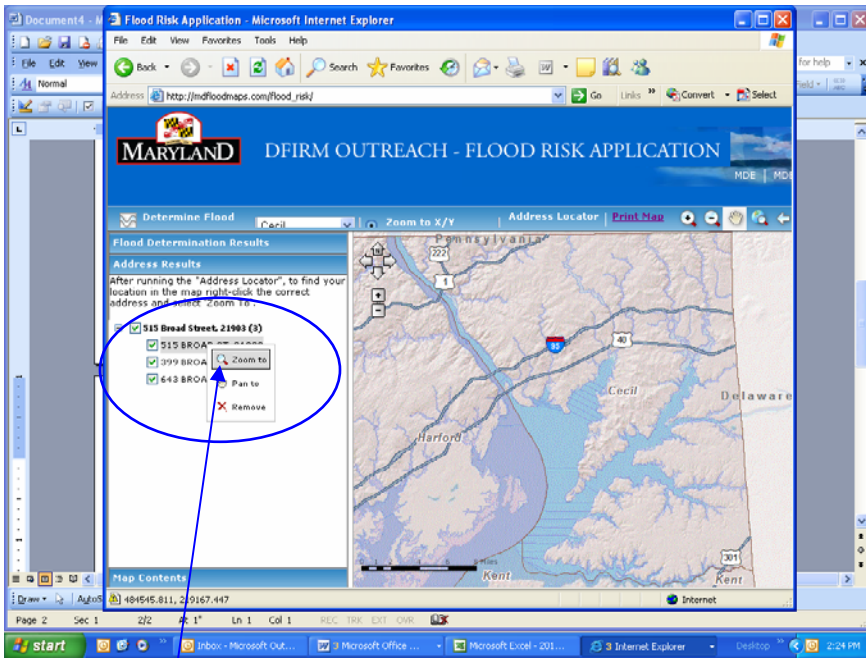 Document4 - M
Flood Risk Application - Microsoft Internet Explorer
File Edit View Favorites Tools Help
File Edit View
for help
Back Search Favorites
Normal
Address http://mdfloodmaps.com/flood_risk/ Go Links » Convert Select
MARYLAND DFIRM OUTREACH - FLOOD RISK APPLICATION
MDE | MDE
Determine Flood Cecil Zoom to X/Y | Address Locator | Print Map
Flood Determination Results
Address Results
After running the "Address Locator", to find your
location in the map right-click the correct
address and select "Zoom To".
515 Broad Street, 21903 (3)
515 BROAD ST, 21903
399 BROA
643 BROA
Zoom to
Pan to
Remove
Pennsylvania
222
1
95
40
Cecil
Delaware
Harford
301
Kent
Kent
Miles
Map Contents
Draw AutoS
Internet
Page 2 Sec 1 2/2 At 1" Ln 1 Col 1 REC TRK EXT OVR
start Inbox - Microsoft Out... 3 Microsoft Office ... Microsoft Excel - 201... 3 Internet Explorer Desktop » 2:24 PM